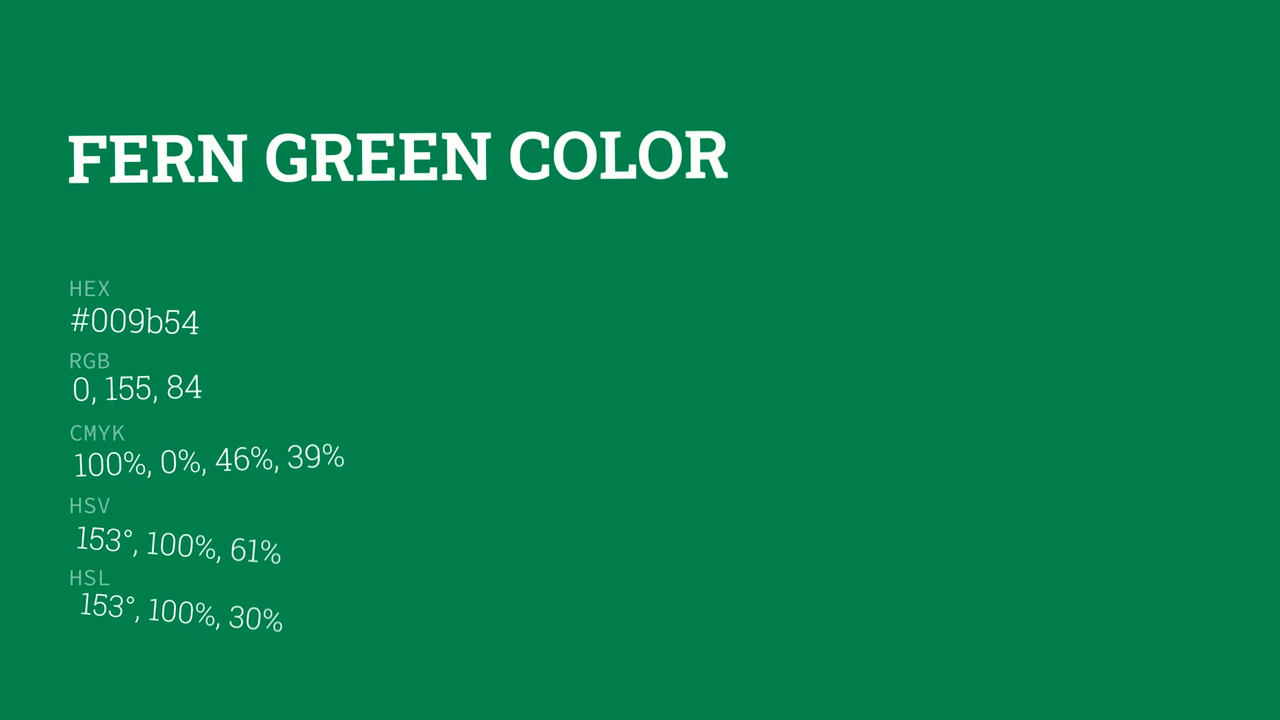 FERN GREEN COLOR
HEX
#009b54
RGB
0, 155, 84
CMYK
100%, 0%, 46%, 39%
HSV
153°, 100%, 61%
HSL
153°, 100%, 30%